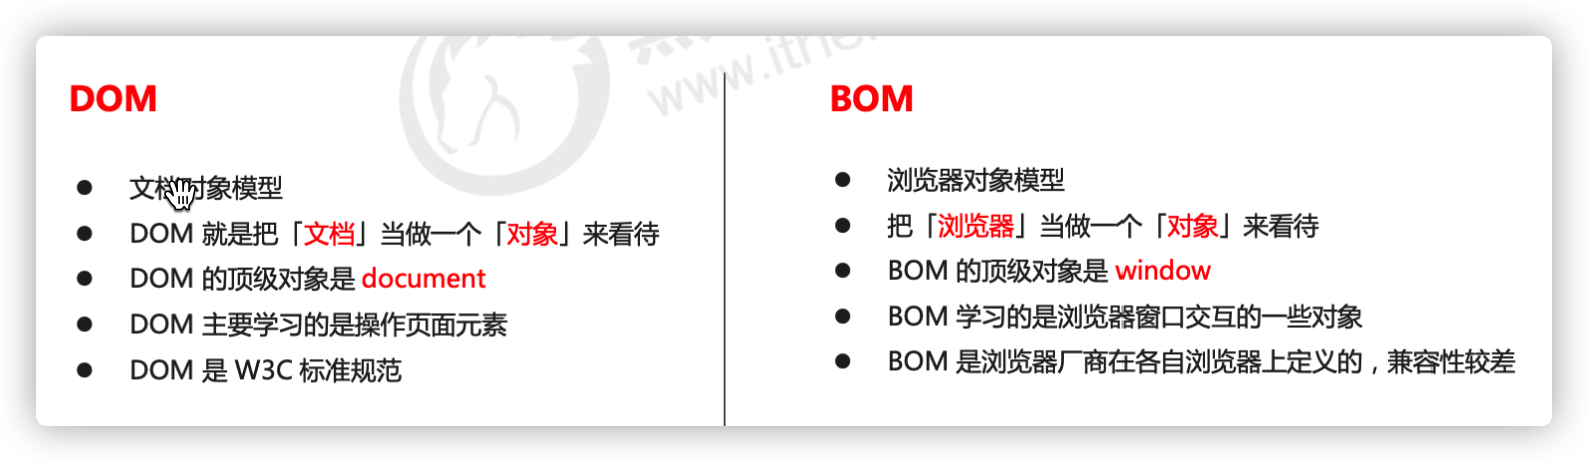 DOM
文档对象模型
DOM 就是把「文档」当做一个「对象」来看待
DOM 的顶级对象是 document
DOM 主要学习的是操作页面元素
DOM 是 W3C 标准规范
BOM
浏览器对象模型
把「浏览器」当做一个「对象」来看待
BOM 的顶级对象是 window
BOM 学习的是浏览器窗口交互的一些对象
BOM 是浏览器厂商在各自浏览器上定义的，兼容性较差